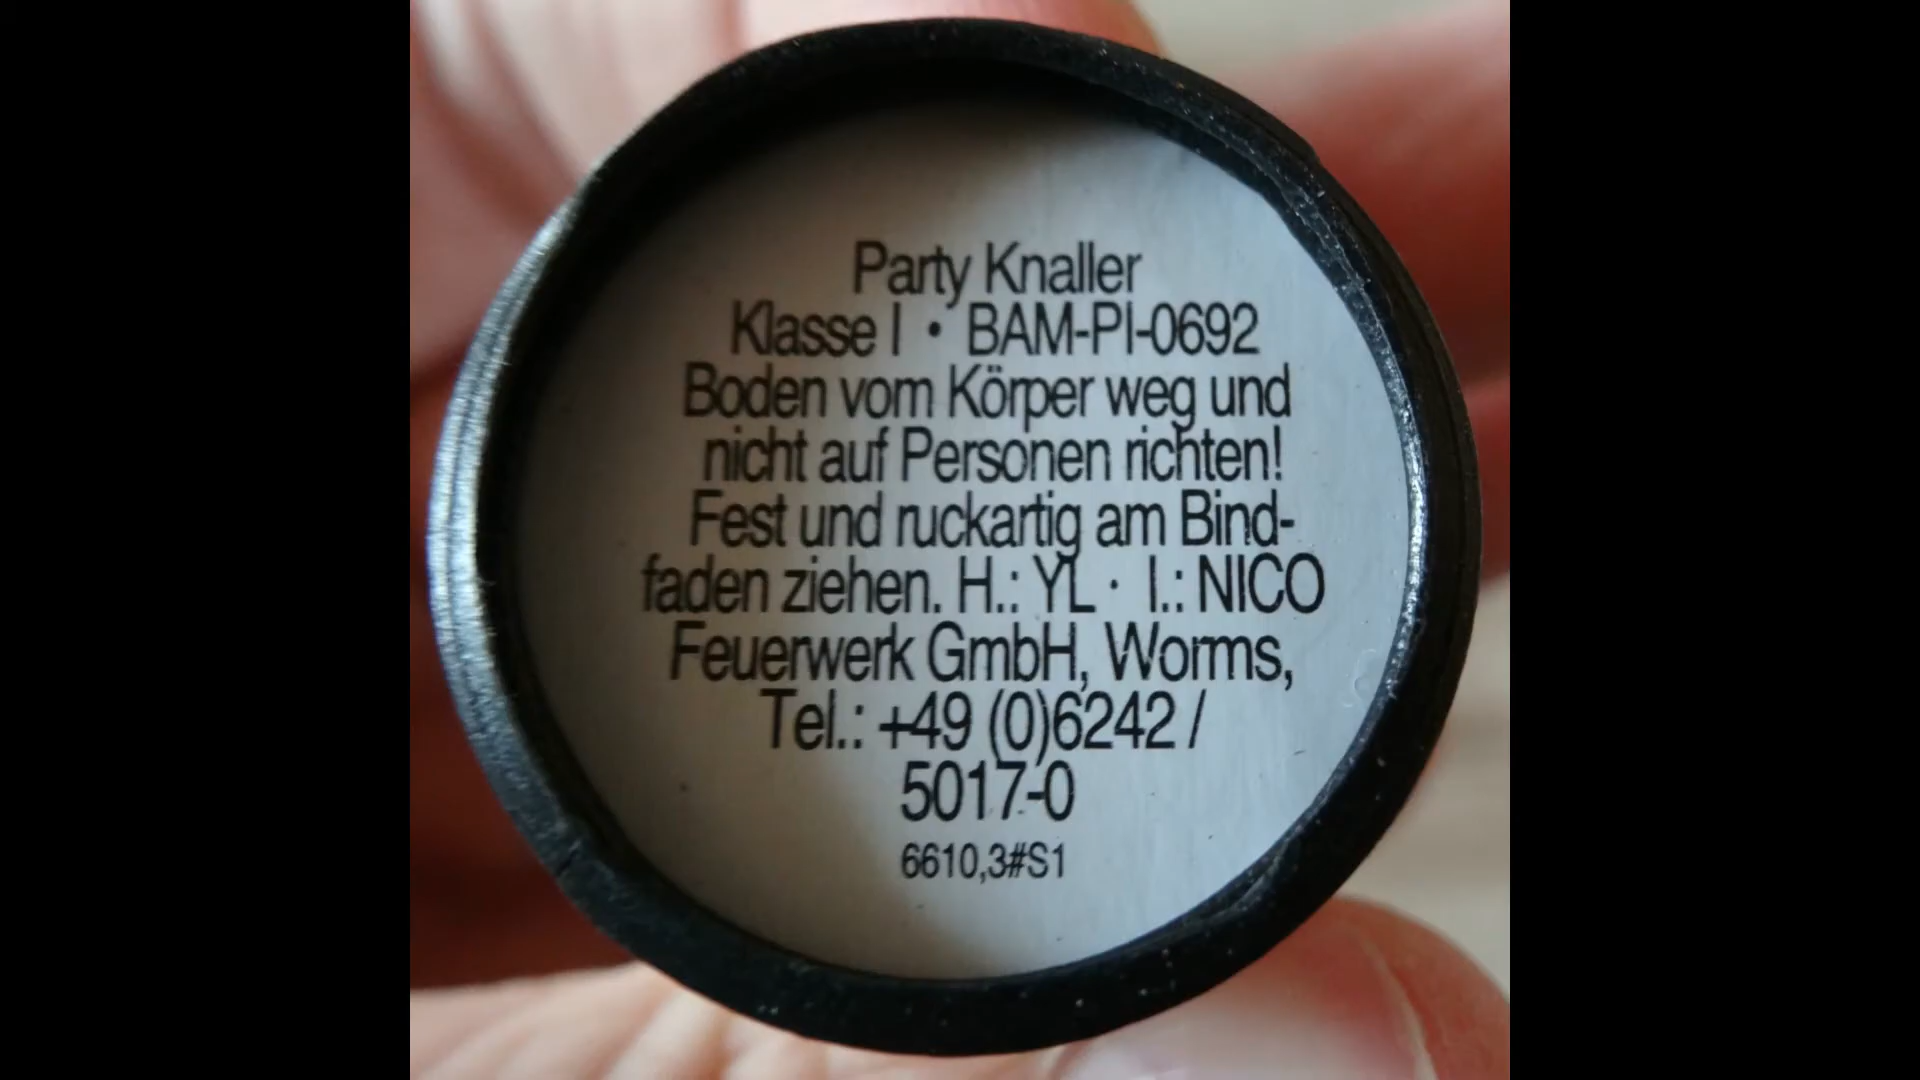 Party Knaller
Klasse I • BAM-PI-0692
Boden vom Körper weg und
nicht auf Personen richten!
Fest und ruckartig am Bind-
faden ziehen. H.: YL · I.: NICO
Feuerwerk GmbH, Worms,
Tel.: +49 (0)6242 /
5017-0
6610,3#S1